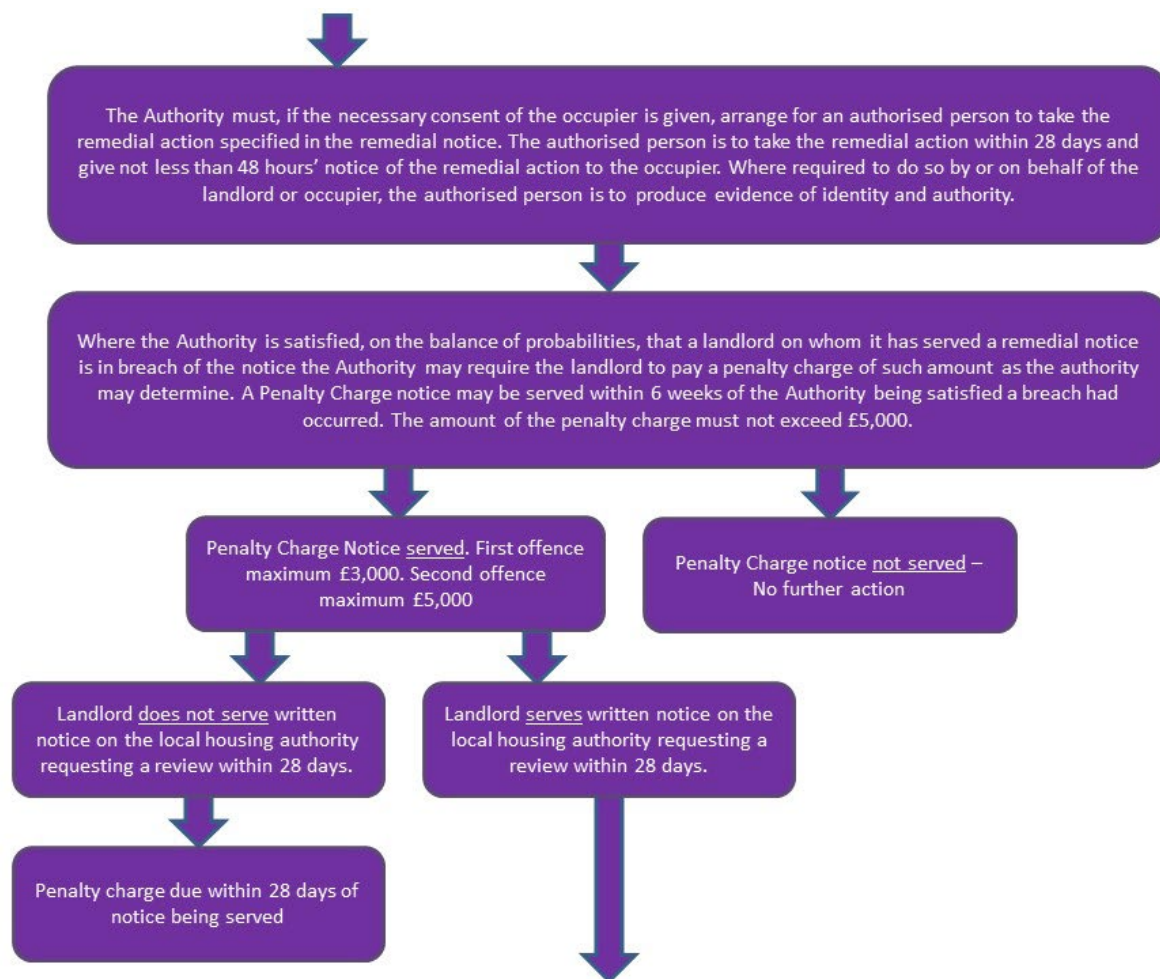 The Authority must, if the necessary consent of the occupier is given, arrange for an authorised person to take the
remedial action specified in the remedial notice. The authorised person is to take the remedial action within 28 days and
give not less than 48 hours’ notice of the remedial action to the occupier. Where required to do so by or on behalf of the
landlord or occupier, the authorised person is to produce evidence of identity and authority.
Where the Authority is satisfied, on the balance of probabilities, that a landlord on whom it has served a remedial notice
is in breach of the notice the Authority may require the landlord to pay a penalty charge of such amount as the authority
may determine. A Penalty Charge notice may be served within 6 weeks of the Authority being satisfied a breach had
occurred. The amount of the penalty charge must not exceed £5,000.
Penalty Charge Notice served. First offence
maximum £3,000. Second offence
maximum £5,000
Penalty Charge notice not served –
No further action
Landlord does not serve written
notice on the local housing authority
requesting a review within 28 days.
Landlord serves written notice on the
local housing authority requesting a
review within 28 days.
Penalty charge due within 28 days of
notice being served